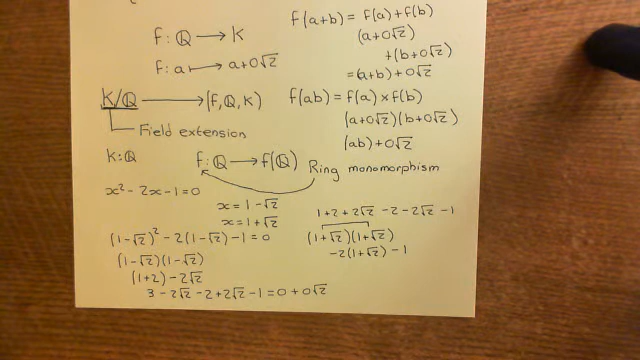 f: ℚ ⟶ K
f: a ⟼ a+0√2
f(a+b) = f(a)+f(b)
(a+0√2)
+(b+0√2)
=(a+b)+0√2
K/ℚ ⟶ (f,ℚ,K)
Field extension
f(ab) = f(a)×f(b)
(a+0√2)(b+0√2)
(ab)+0√2
K:ℚ
f: ℚ ⟶ f(ℚ)
Ring monomorphism
x² - 2x - 1 = 0
x = 1 - √2
x = 1 + √2
(1-√2)² - 2(1-√2) - 1 = 0
(1-√2)(1-√2)
(1+2) - 2√2
3 - 2√2 - 2 + 2√2 - 1 = 0 + 0√2
1+2+2√2 - 2 - 2√2 - 1
(1+√2)(1+√2)
-2(1+√2) - 1